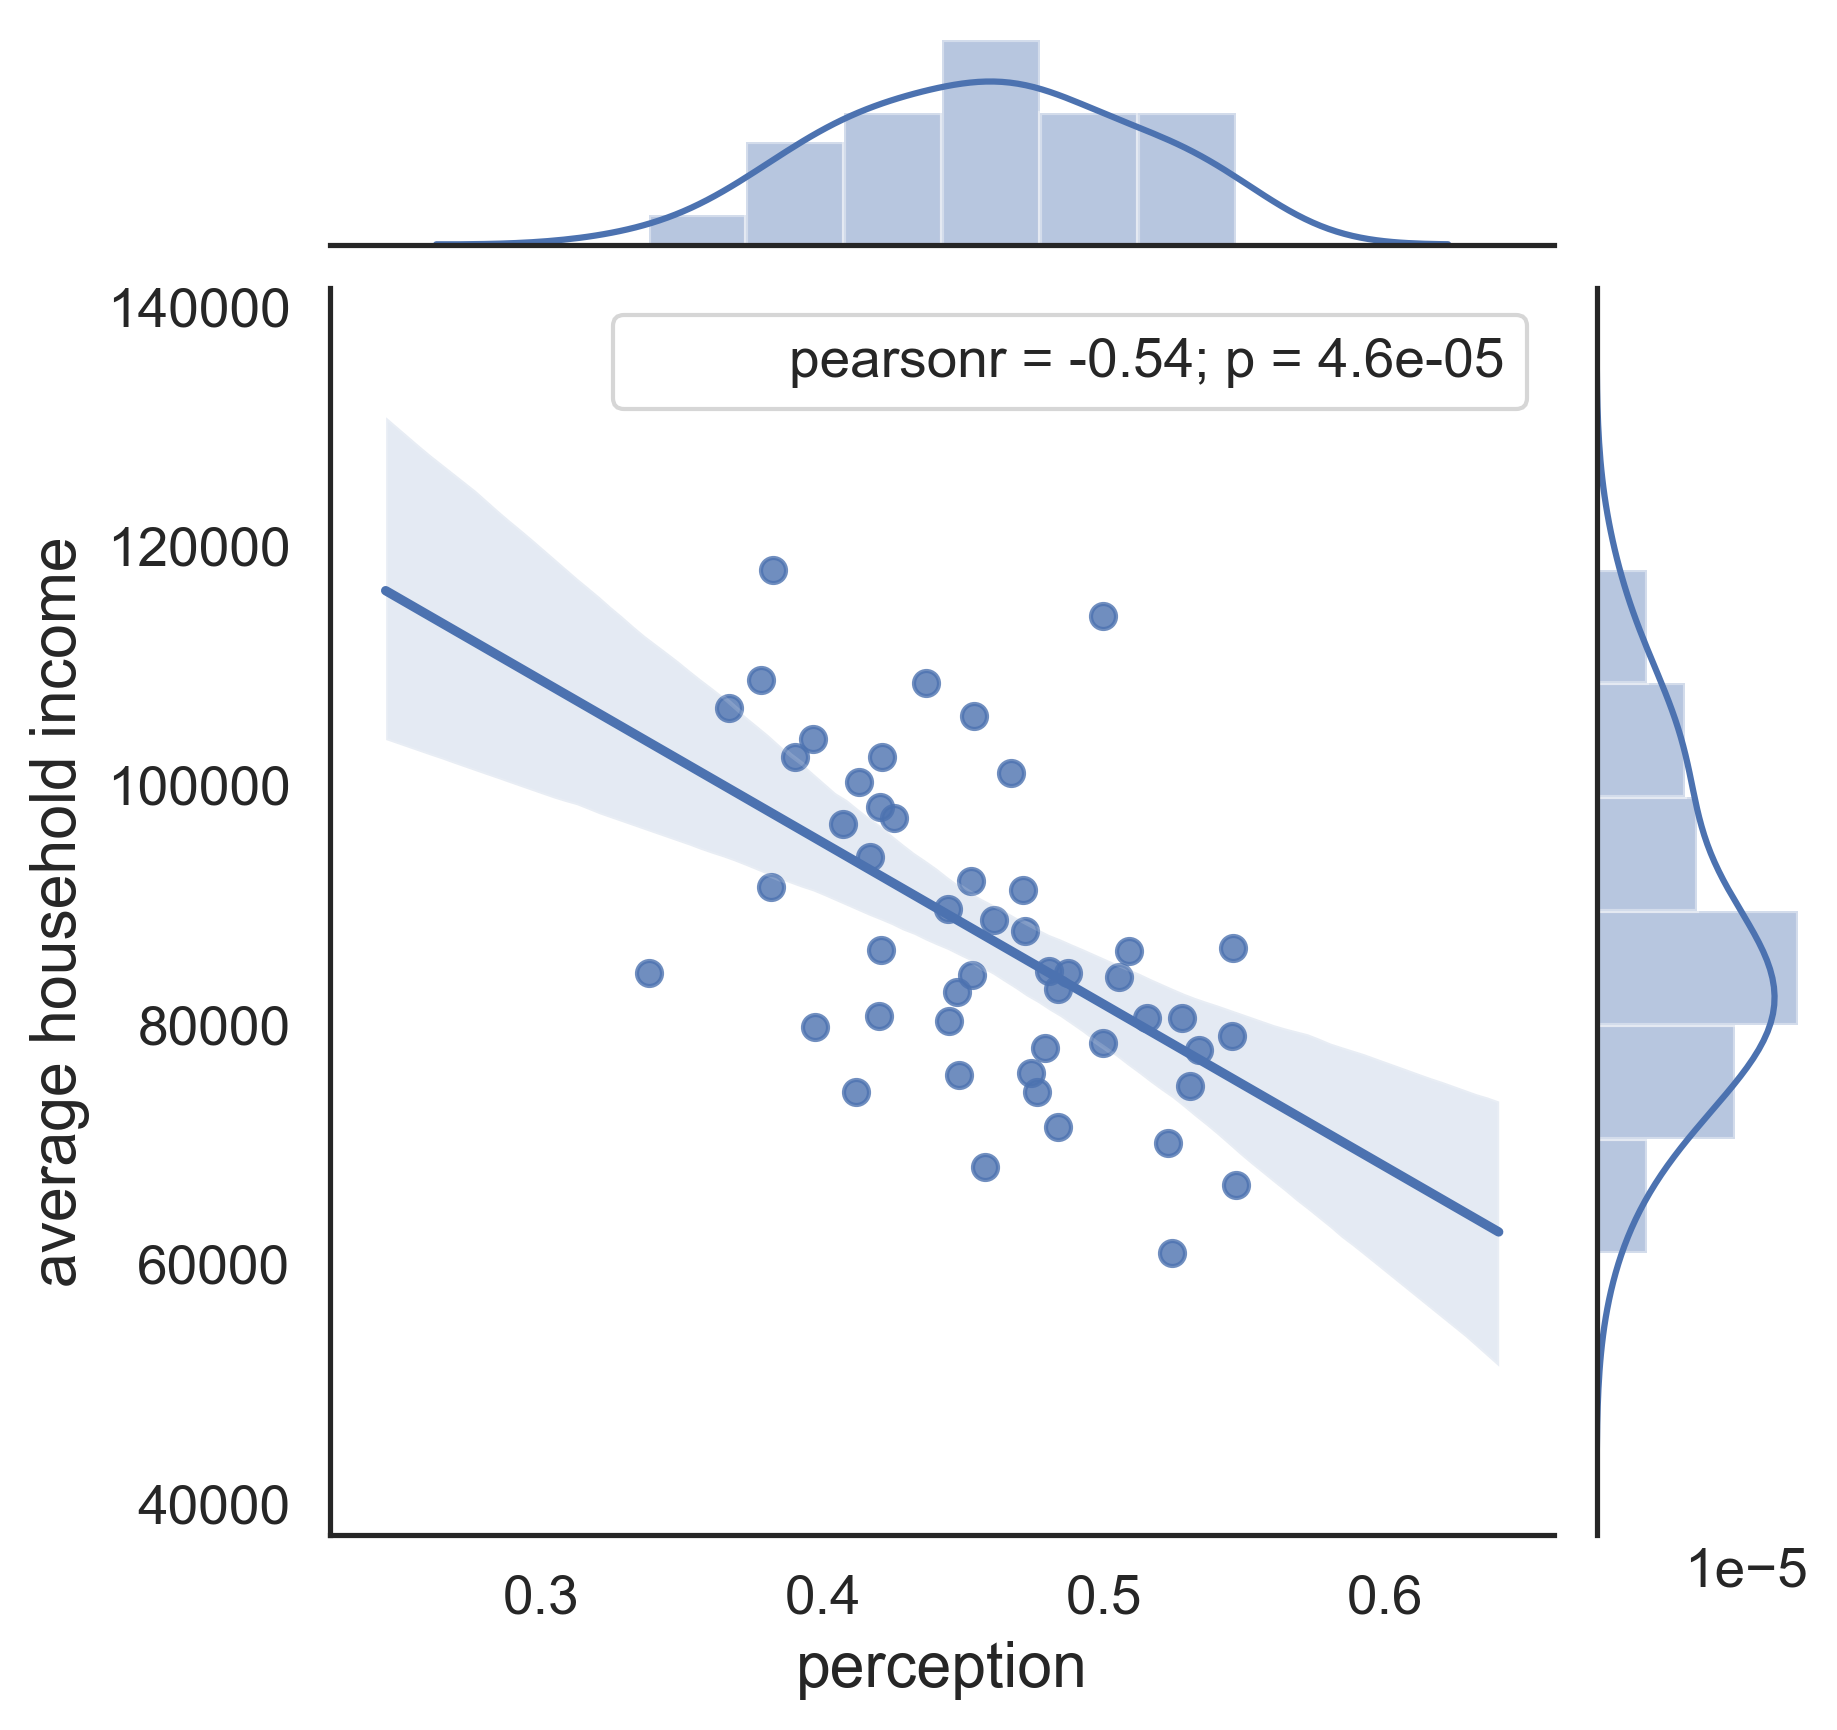 140000
pearsonr = -0.54; p = 4.6e-05
120000
100000
80000
60000
40000
average household income
0.3 0.4 0.5 0.6
1e−5
perception